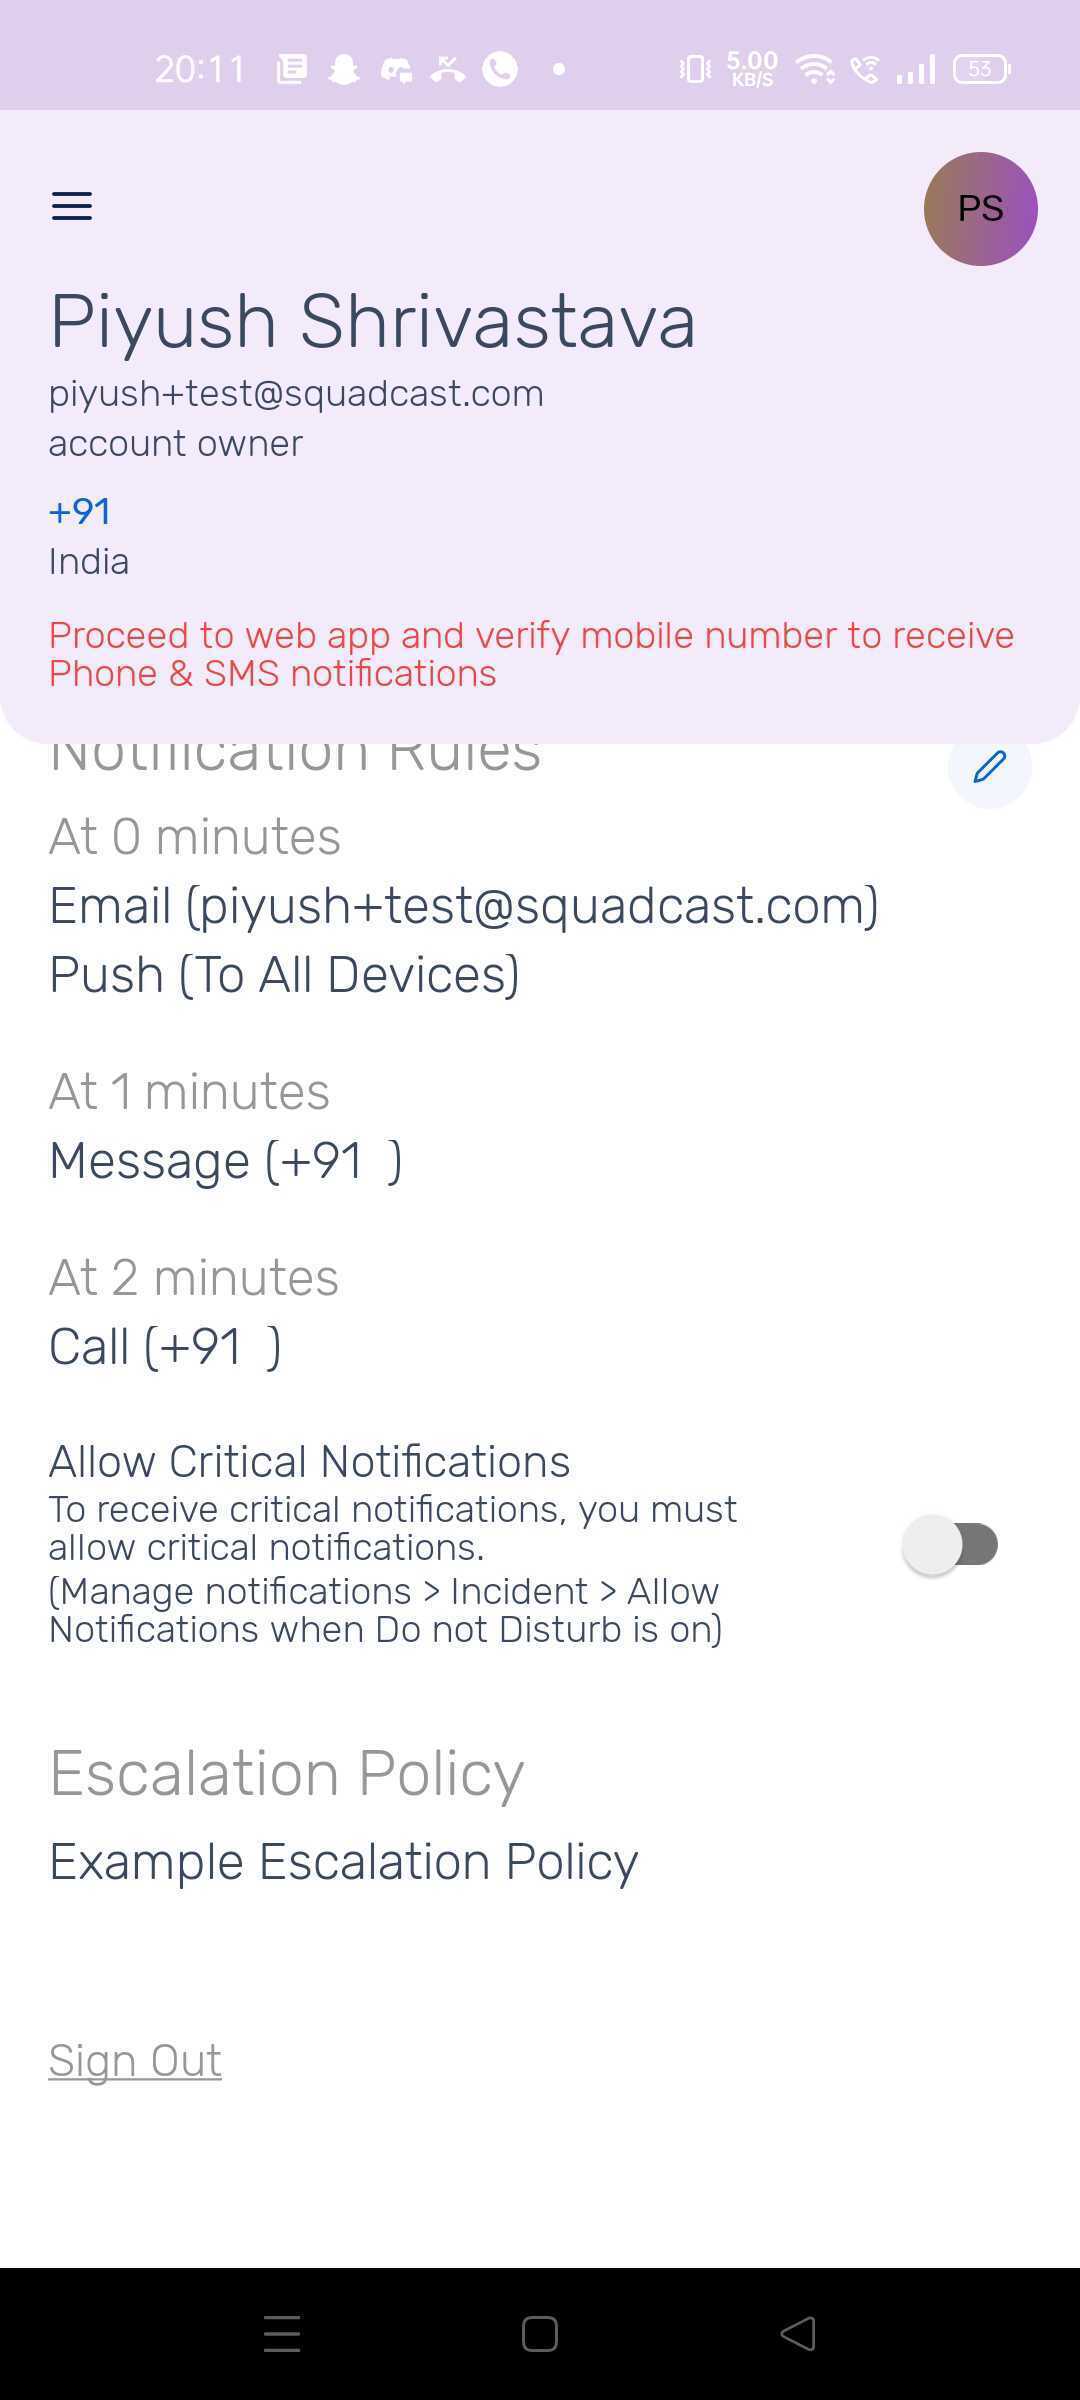 20:11
5.00
KB/S
53
PS
Piyush Shrivastava
piyush+test@squadcast.com
account owner
+91
India
Proceed to web app and verify mobile number to receive
Phone & SMS notifications
Notification Rules
At 0 minutes
Email (piyush+test@squadcast.com)
Push (To All Devices)
At 1 minutes
Message (+91  )
At 2 minutes
Call (+91  )
Allow Critical Notifications
To receive critical notifications, you must
allow critical notifications.
(Manage notifications > Incident > Allow
Notifications when Do not Disturb is on)
Escalation Policy
Example Escalation Policy
Sign Out